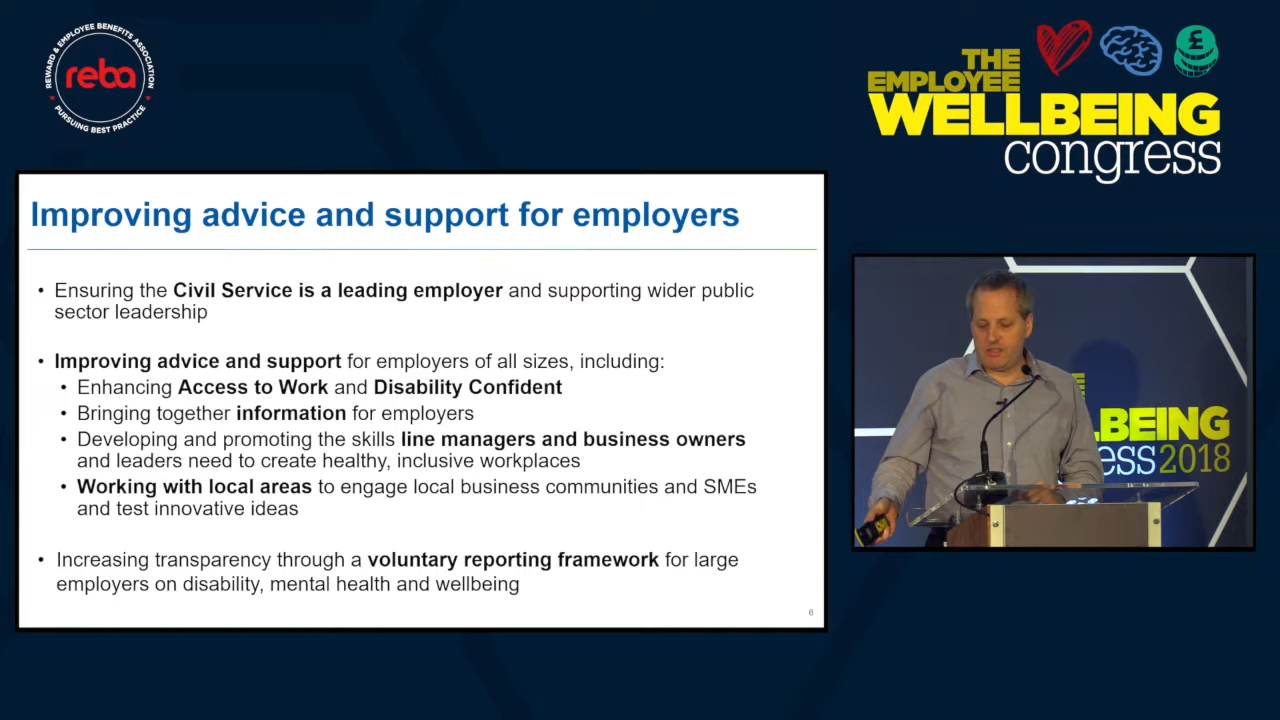 REWARD & EMPLOYEE BENEFITS ASSOCIATION
reba
PURSUING BEST PRACTICE
THE
EMPLOYEE
WELLBEING
congress
£
Improving advice and support for employers
• Ensuring the Civil Service is a leading employer and supporting wider public
sector leadership
• Improving advice and support for employers of all sizes, including:
• Enhancing Access to Work and Disability Confident
• Bringing together information for employers
• Developing and promoting the skills line managers and business owners
and leaders need to create healthy, inclusive workplaces
• Working with local areas to engage local business communities and SMEs
and test innovative ideas
• Increasing transparency through a voluntary reporting framework for large
employers on disability, mental health and wellbeing
6
LBEING
ess 2018